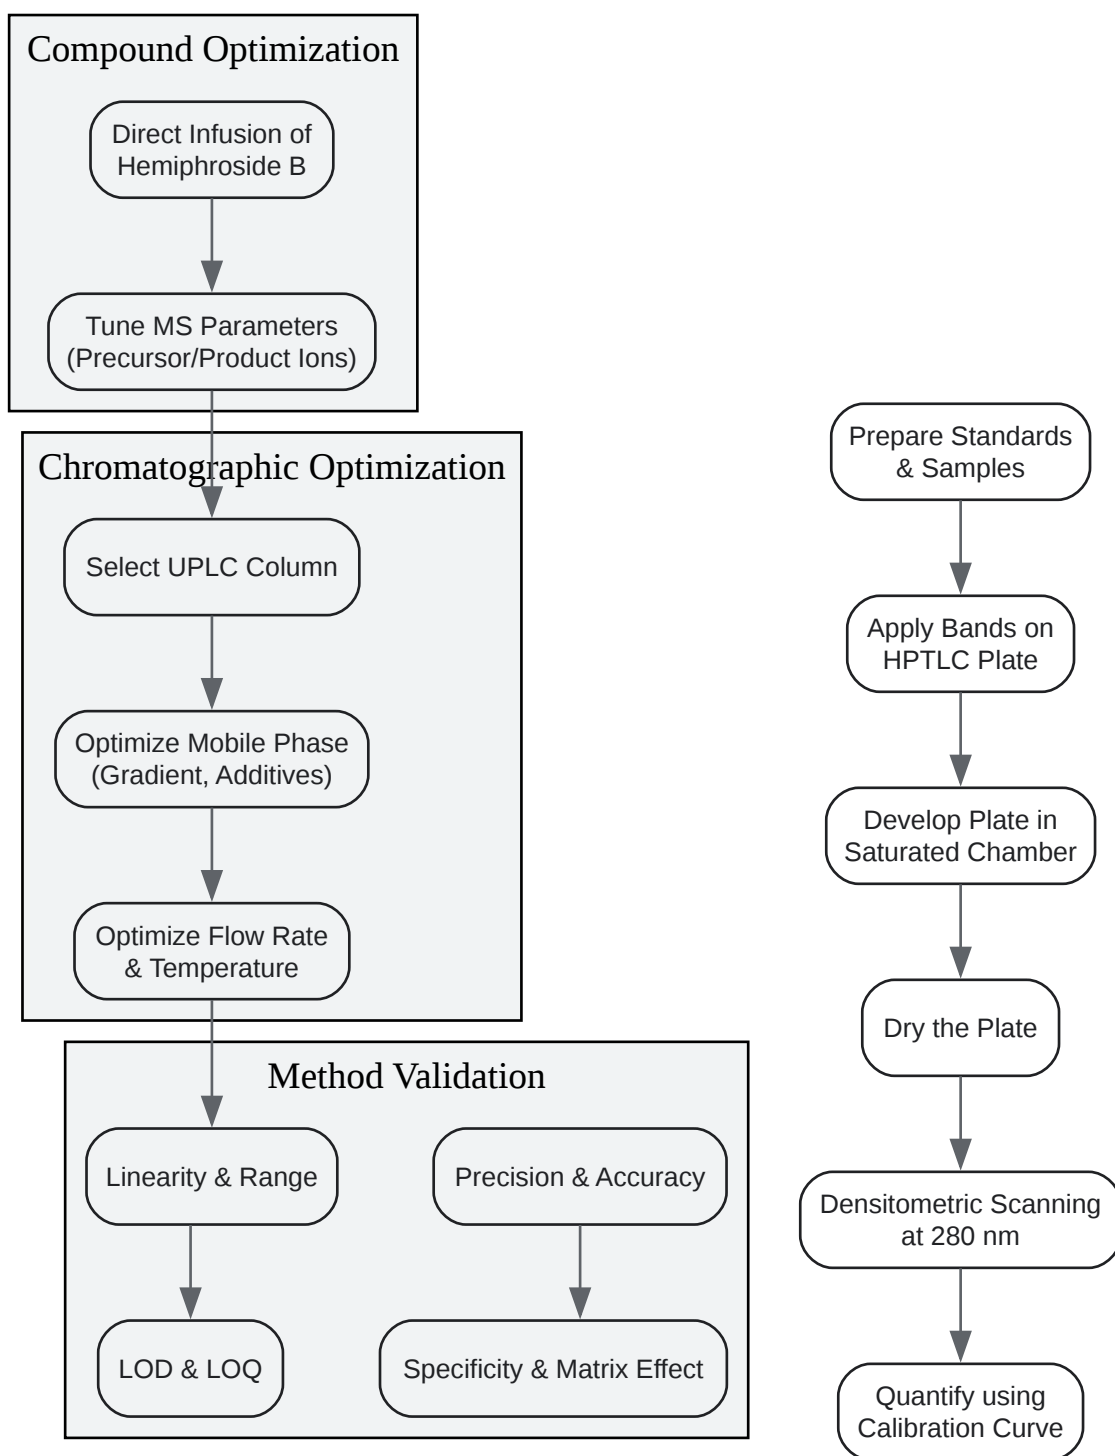 Compound Optimization
Direct Infusion of
Hemiphroside B
Tune MS Parameters
(Precursor/Product Ions)
Chromatographic Optimization
Select UPLC Column
Optimize Mobile Phase
(Gradient, Additives)
Optimize Flow Rate
& Temperature
Method Validation
Linearity & Range
Precision & Accuracy
LOD & LOQ
Specificity & Matrix Effect
Prepare Standards
& Samples
Apply Bands on
HPTLC Plate
Develop Plate in
Saturated Chamber
Dry the Plate
Densitometric Scanning
at 280 nm
Quantify using
Calibration Curve